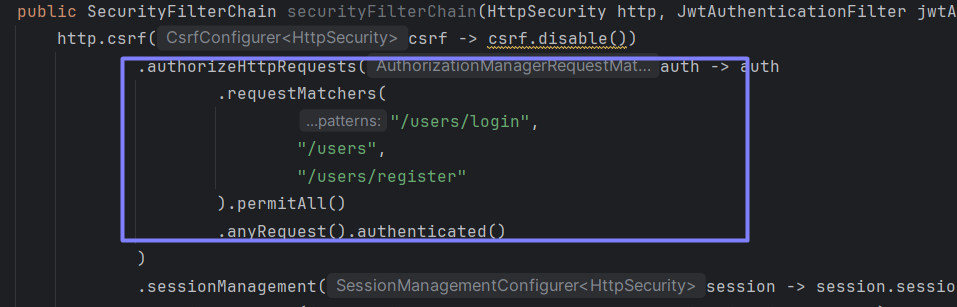 public SecurityFilterChain securityFilterChain(HttpSecurity http, JwtAuthenticationFilter jwtA
http.csrf( CsrfConfigurer<HttpSecurity> csrf -> csrf.disable())
.authorizeHttpRequests( AuthorizationManagerRequestMat... auth -> auth
.requestMatchers(
...patterns: "/users/login",
"/users",
"/users/register"
).permitAll()
.anyRequest().authenticated()
)
.sessionManagement( SessionManagementConfigurer<HttpSecurity> session -> session.session